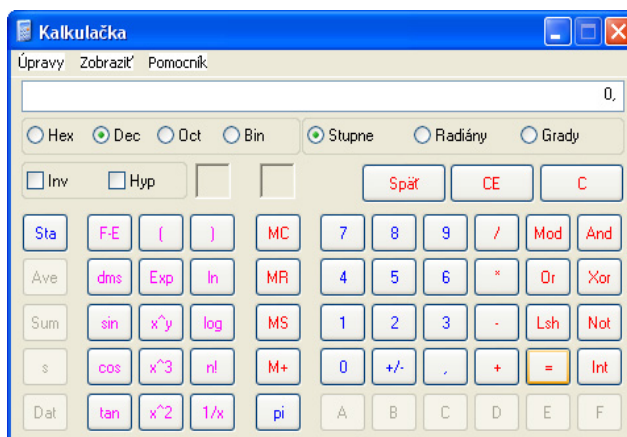 Kalkulačka
Úpravy Zobraziť Pomocník
0,
Hex Dec Oct Bin Stupne Radiány Grady
Inv Hyp Späť CE C
Sta F-E ( ) MC 7 8 9 / Mod And
Ave dms Exp ln MR 4 5 6 * Or Xor
Sum sin x^y log MS 1 2 3 - Lsh Not
s cos x^3 n! M+ 0 +/- , + = Int
Dat tan x^2 1/x pi A B C D E F